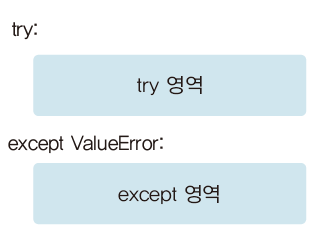 try:
try 영역
except ValueError:
except 영역